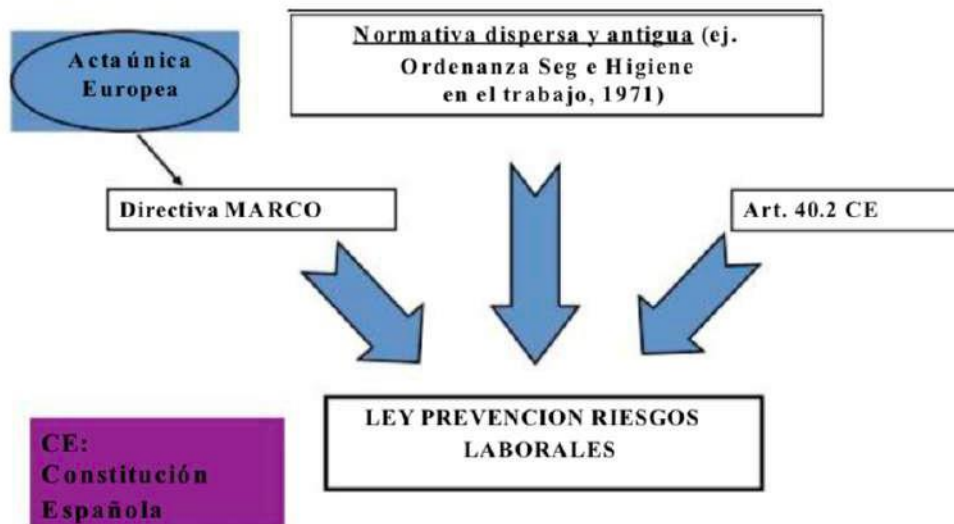 Acta única
Europea
Normativa dispersa y antigua (ej.
Ordenanza Seg e Higiene
en el trabajo, 1971)
Directiva MARCO
Art. 40.2 CE
LEY PREVENCION RIESGOS
LABORALES
CE:
Constitución
Española